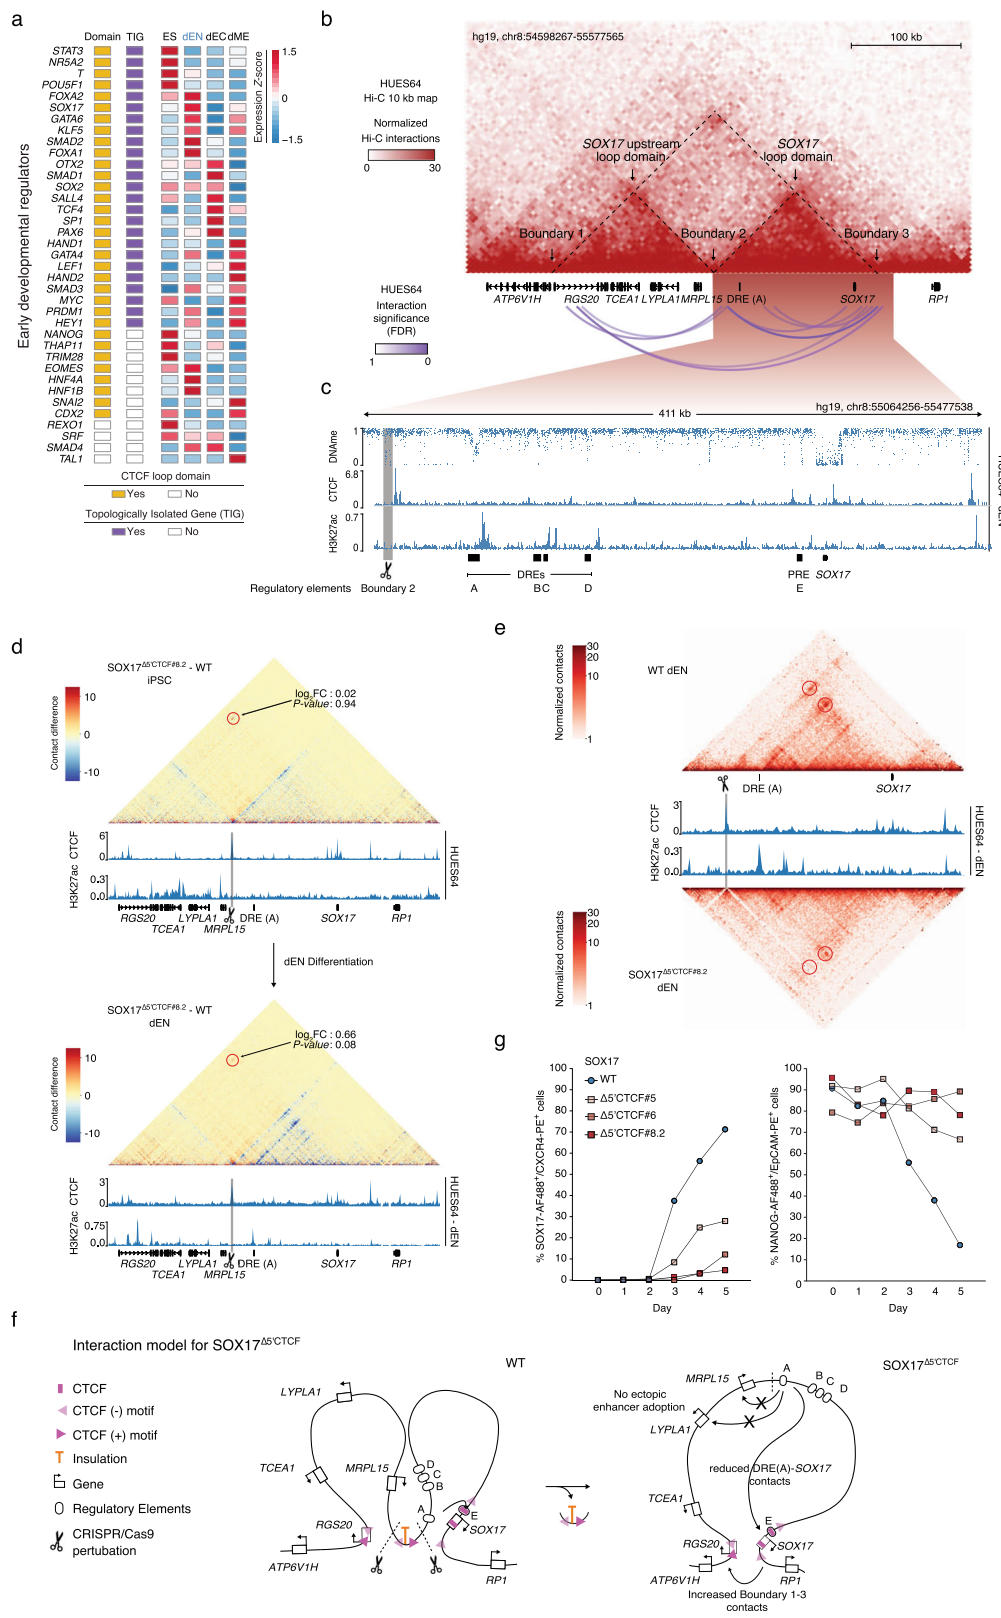 a
Domain TIG ES dEN dEC dME
Early developmental regulators
STAT3
NR5A2
T
POU5F1
FOXA2
SOX17
GATA6
KLF5
SMAD2
FOXA1
OTX2
SMAD1
SOX2
SALL4
TCF4
SP1
PAX6
HAND1
GATA4
LEF1
HAND2
SMAD3
MYC
PRDM1
HEY1
NANOG
THAP11
TRIM28
EOMES
HNF4A
HNF1B
SNAI2
CDX2
REXO1
SRF
SMAD4
TAL1
Expression Z-score
1.5
0
−1.5
CTCF loop domain
Yes No
Topologically Isolated Gene (TIG)
Yes No
b
hg19, chr8:54598267-55577565
100 kb
HUES64
Hi-C 10 kb map
Normalized
Hi-C interactions
0 30
SOX17 upstream
loop domain
SOX17
loop domain
Boundary 1 Boundary 2 Boundary 3
ATP6V1H RGS20 TCEA1 LYPLA1 MRPL15 DRE (A) SOX17 RP1
HUES64
Interaction
significance
(FDR)
1 0
c
411 kb
hg19, chr8:55064256-55477538
DNAme
1
0
CTCF
6.8
0
H3K27ac
0.7
0
HUES64 - dEN
DREs PRE SOX17
Regulatory elements Boundary 2 A B C D E
d
SOX17Δ5'CTCF#8.2 - WT
iPSC
Contact difference
10
0
-10
log2FC : 0.02
P-value: 0.94
CTCF
6
0
H3K27ac
0.3
0.0
HUES64
RGS20 LYPLA1 DRE (A) SOX17 RP1
TCEA1 MRPL15
dEN Differentiation
SOX17Δ5'CTCF#8.2 - WT
dEN
Contact difference
10
0
-10
log2FC : 0.66
P-value: 0.08
CTCF
3
0
H3K27ac
0.75
0.0
HUES64 - dEN
RGS20 LYPLA1 DRE (A) SOX17 RP1
TCEA1 MRPL15
e
WT dEN
Normalized contacts
30
20
10
1
DRE (A) SOX17
CTCF
3
0
H3K27ac
0.3
0.0
HUES64 - dEN
Normalized contacts
30
20
10
1
SOX17Δ5'CTCF#8.2
dEN
g
SOX17
WT
Δ5'CTCF#5
Δ5'CTCF#6
Δ5'CTCF#8.2
% SOX17-AF488+/CXCR4-PE+ cells
100
90
80
70
60
50
40
30
20
10
0
0 1 2 3 4 5
Day
% NANOG-AF488+/EpCAM-PE+ cells
100
90
80
70
60
50
40
30
20
10
0
0 1 2 3 4 5
Day
f
Interaction model for SOX17Δ5'CTCF
CTCF
CTCF (-) motif
CTCF (+) motif
Insulation
Gene
Regulatory Elements
CRISPR/Cas9
pertubation
WT
LYPLA1
TCEA1
MRPL15
RGS20
ATP6V1H
D
C
B
A
E
SOX17
RP1
SOX17Δ5'CTCF
MRPL15
A
B
C
D
No ectopic
enhancer adoption
LYPLA1
reduced DRE(A)-SOX17
contacts
TCEA1
E
RGS20
SOX17
ATP6V1H
RP1
Increased Boundary 1-3
contacts